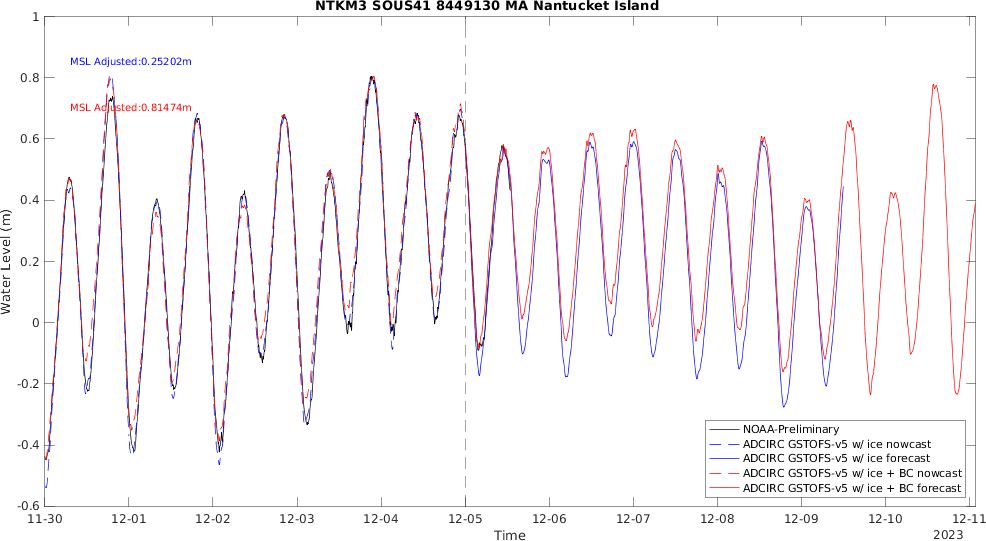 NTKM3 SOUS41 8449130 MA Nantucket Island
1
0.8
0.6
0.4
0.2
0
-0.2
-0.4
-0.6
Water Level (m)
MSL Adjusted:0.25202m
MSL Adjusted:0.81474m
NOAA-Preliminary
ADCIRC GSTOFS-v5 w/ ice nowcast
ADCIRC GSTOFS-v5 w/ ice forecast
ADCIRC GSTOFS-v5 w/ ice + BC nowcast
ADCIRC GSTOFS-v5 w/ ice + BC forecast
11-30 12-01 12-02 12-03 12-04 12-05 12-06 12-07 12-08 12-09 12-10 12-11
Time
2023